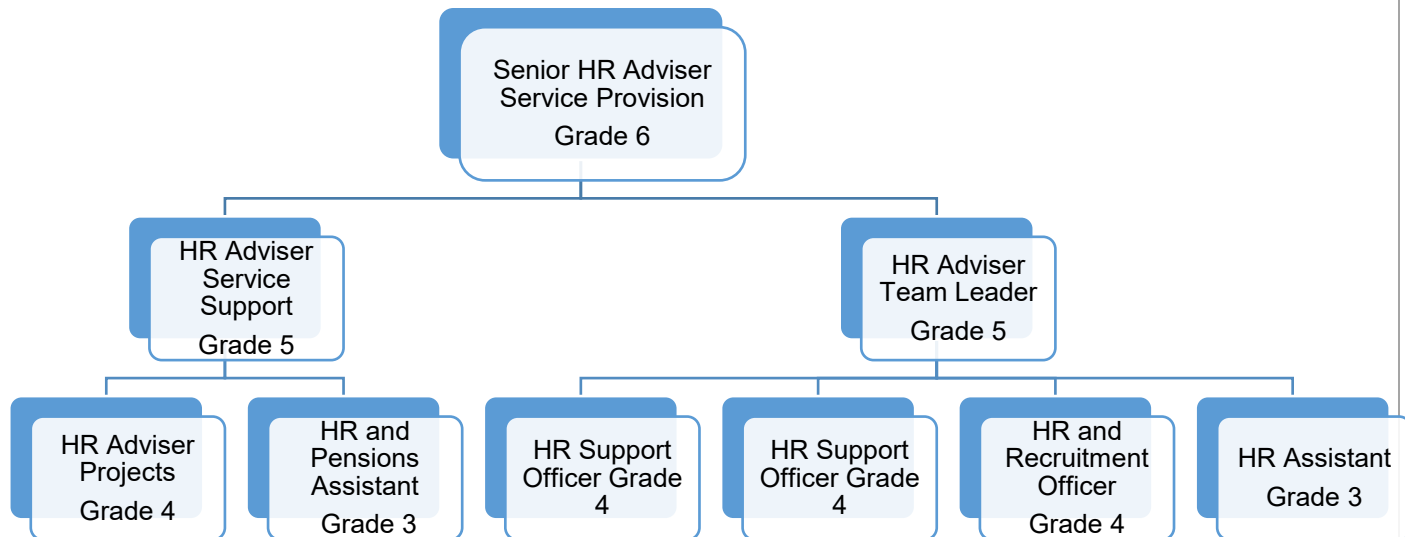 Senior HR Adviser
Service Provision
Grade 6
HR Adviser
Service
Support
Grade 5
HR Adviser
Team Leader
Grade 5
HR Adviser
Projects
Grade 4
HR and
Pensions
Assistant
Grade 3
HR Support
Officer Grade
4
HR Support
Officer Grade
4
HR and
Recruitment
Officer
Grade 4
HR Assistant
Grade 3